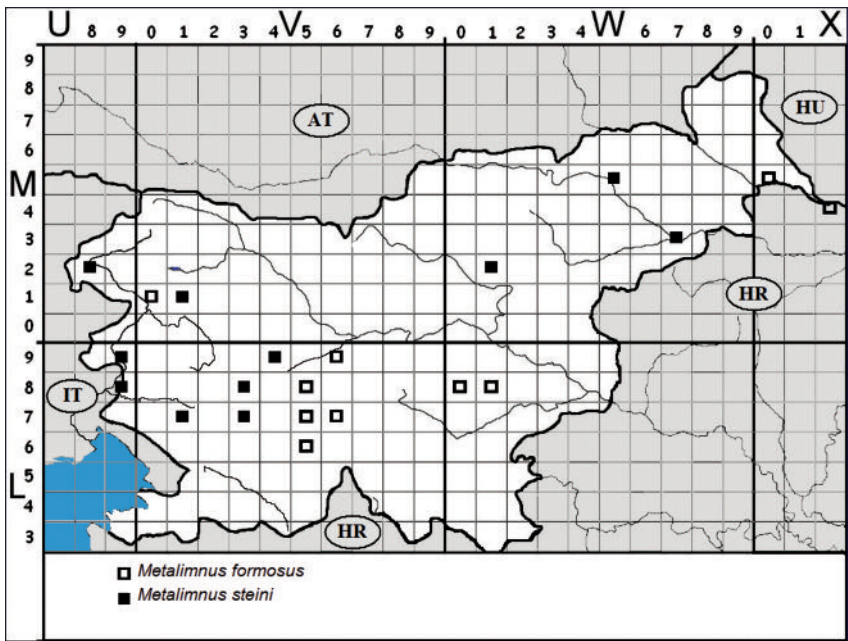 U 8 9 0 1 2 3 4 V 5 6 7 8 9 0 1 2 3 4 W 6 7 8 9 0 1 X
9
8
7
6
M
4
3
2
1
0
9
8
7
6
5
L
4
3
AT
HU
HR
IT
HR
Metalimnus formosus
Metalimnus steini